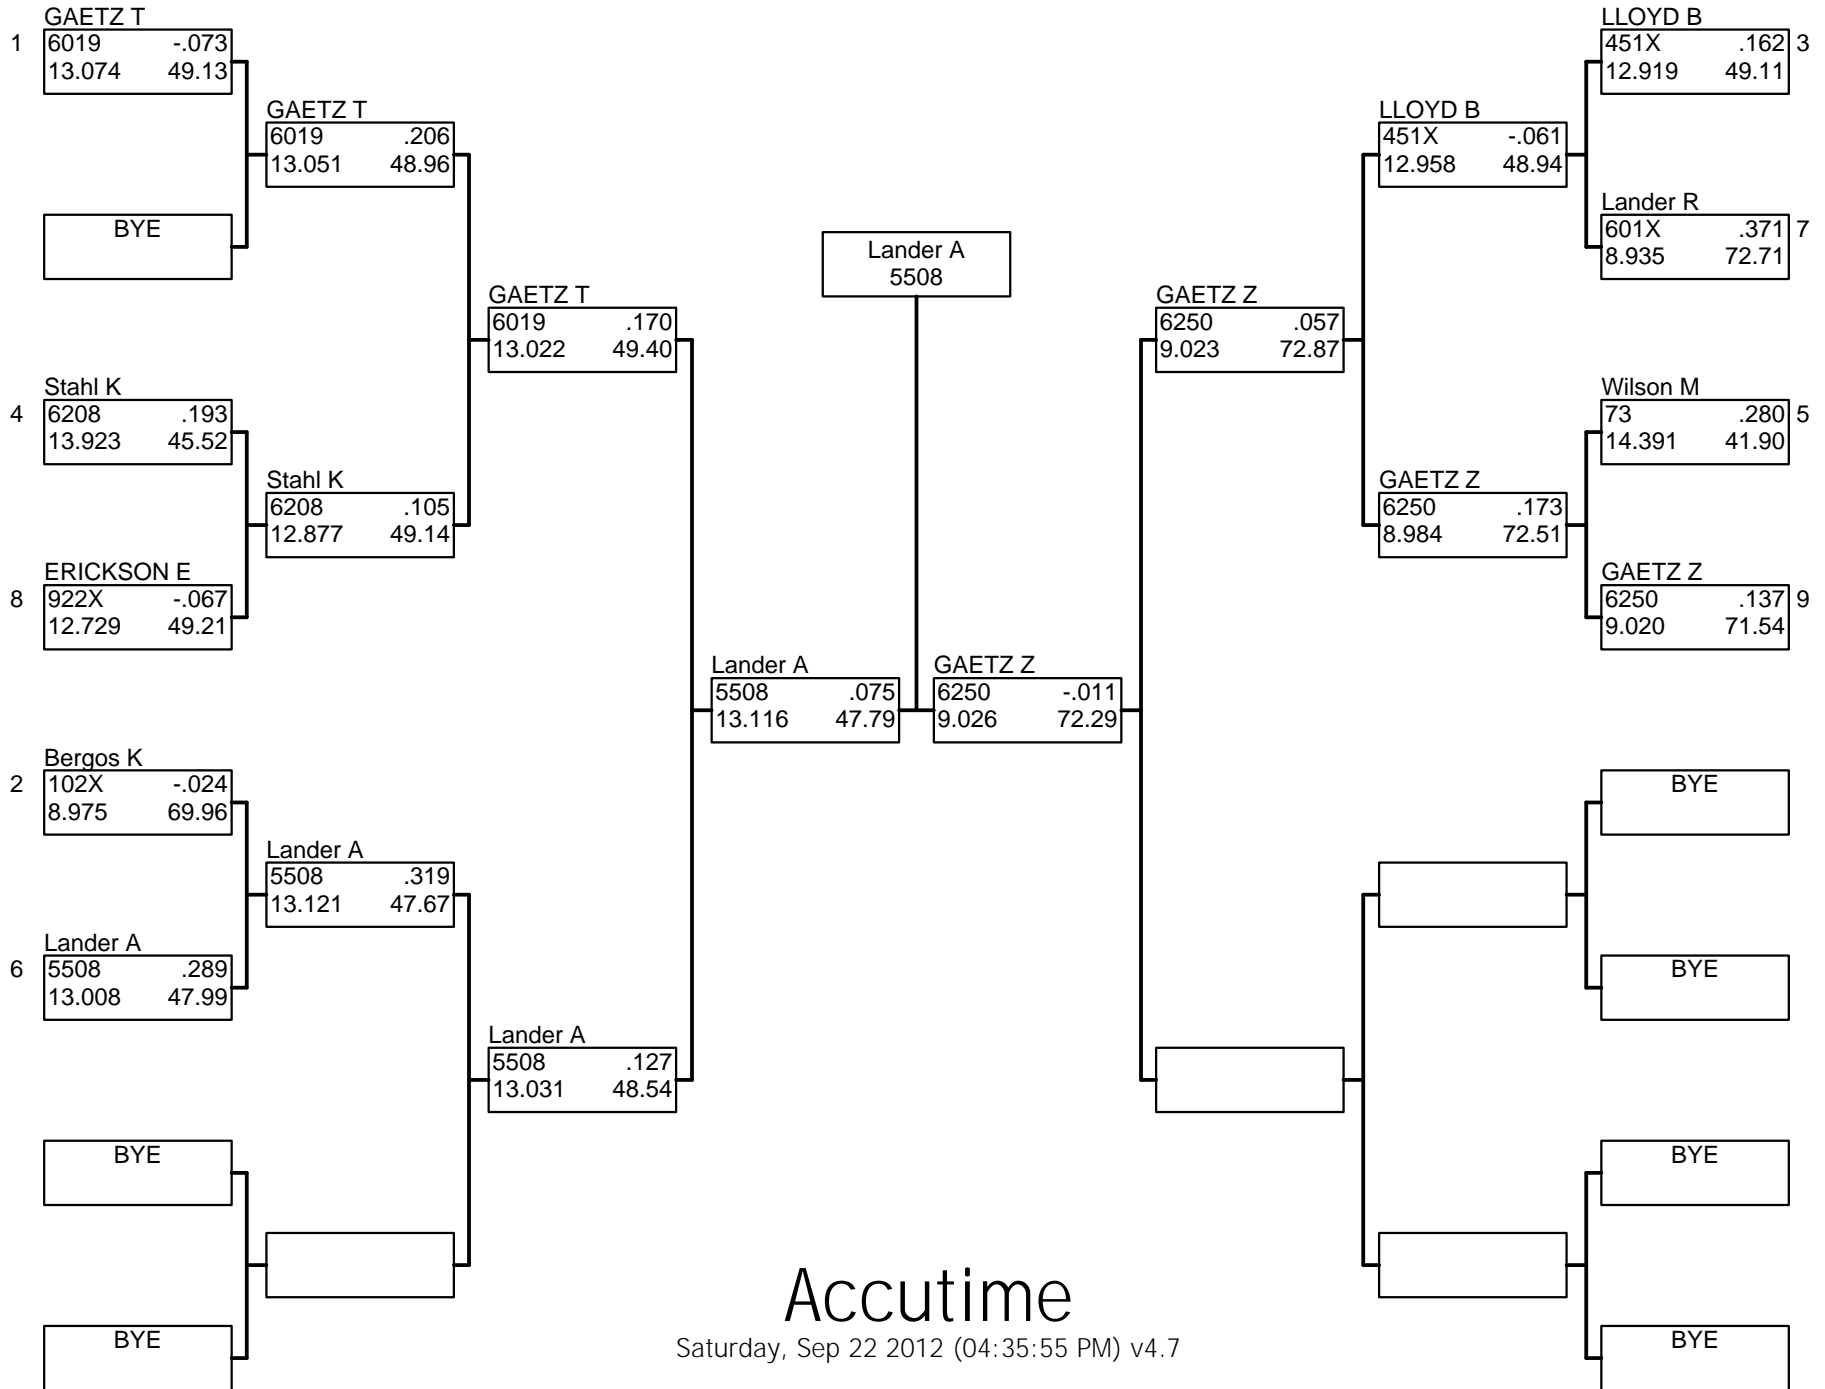 GAETZ T
1 6019 -.073
13.074 49.13
BYE
Stahl K
4 6208 .193
13.923 45.52
ERICKSON E
8 922X -.067
12.729 49.21
Bergos K
2 102X -.024
8.975 69.96
Lander A
6 5508 .289
13.008 47.99
BYE
BYE
GAETZ T
6019 .206
13.051 48.96
Stahl K
6208 .105
12.877 49.14
Lander A
5508 .319
13.121 47.67
GAETZ T
6019 .170
13.022 49.40
Lander A
5508 .127
13.031 48.54
Lander A
5508 .075
13.116 47.79
Lander A
5508
GAETZ Z
6250 -.011
9.026 72.29
GAETZ Z
6250 .057
9.023 72.87
LLOYD B
451X -.061
12.958 48.94
GAETZ Z
6250 .173
8.984 72.51
LLOYD B
451X .162 3
12.919 49.11
Lander R
601X .371 7
8.935 72.71
Wilson M
73 .280 5
14.391 41.90
GAETZ Z
6250 .137 9
9.020 71.54
BYE
BYE
BYE
BYE
Accutime
Saturday, Sep 22 2012 (04:35:55 PM) v4.7